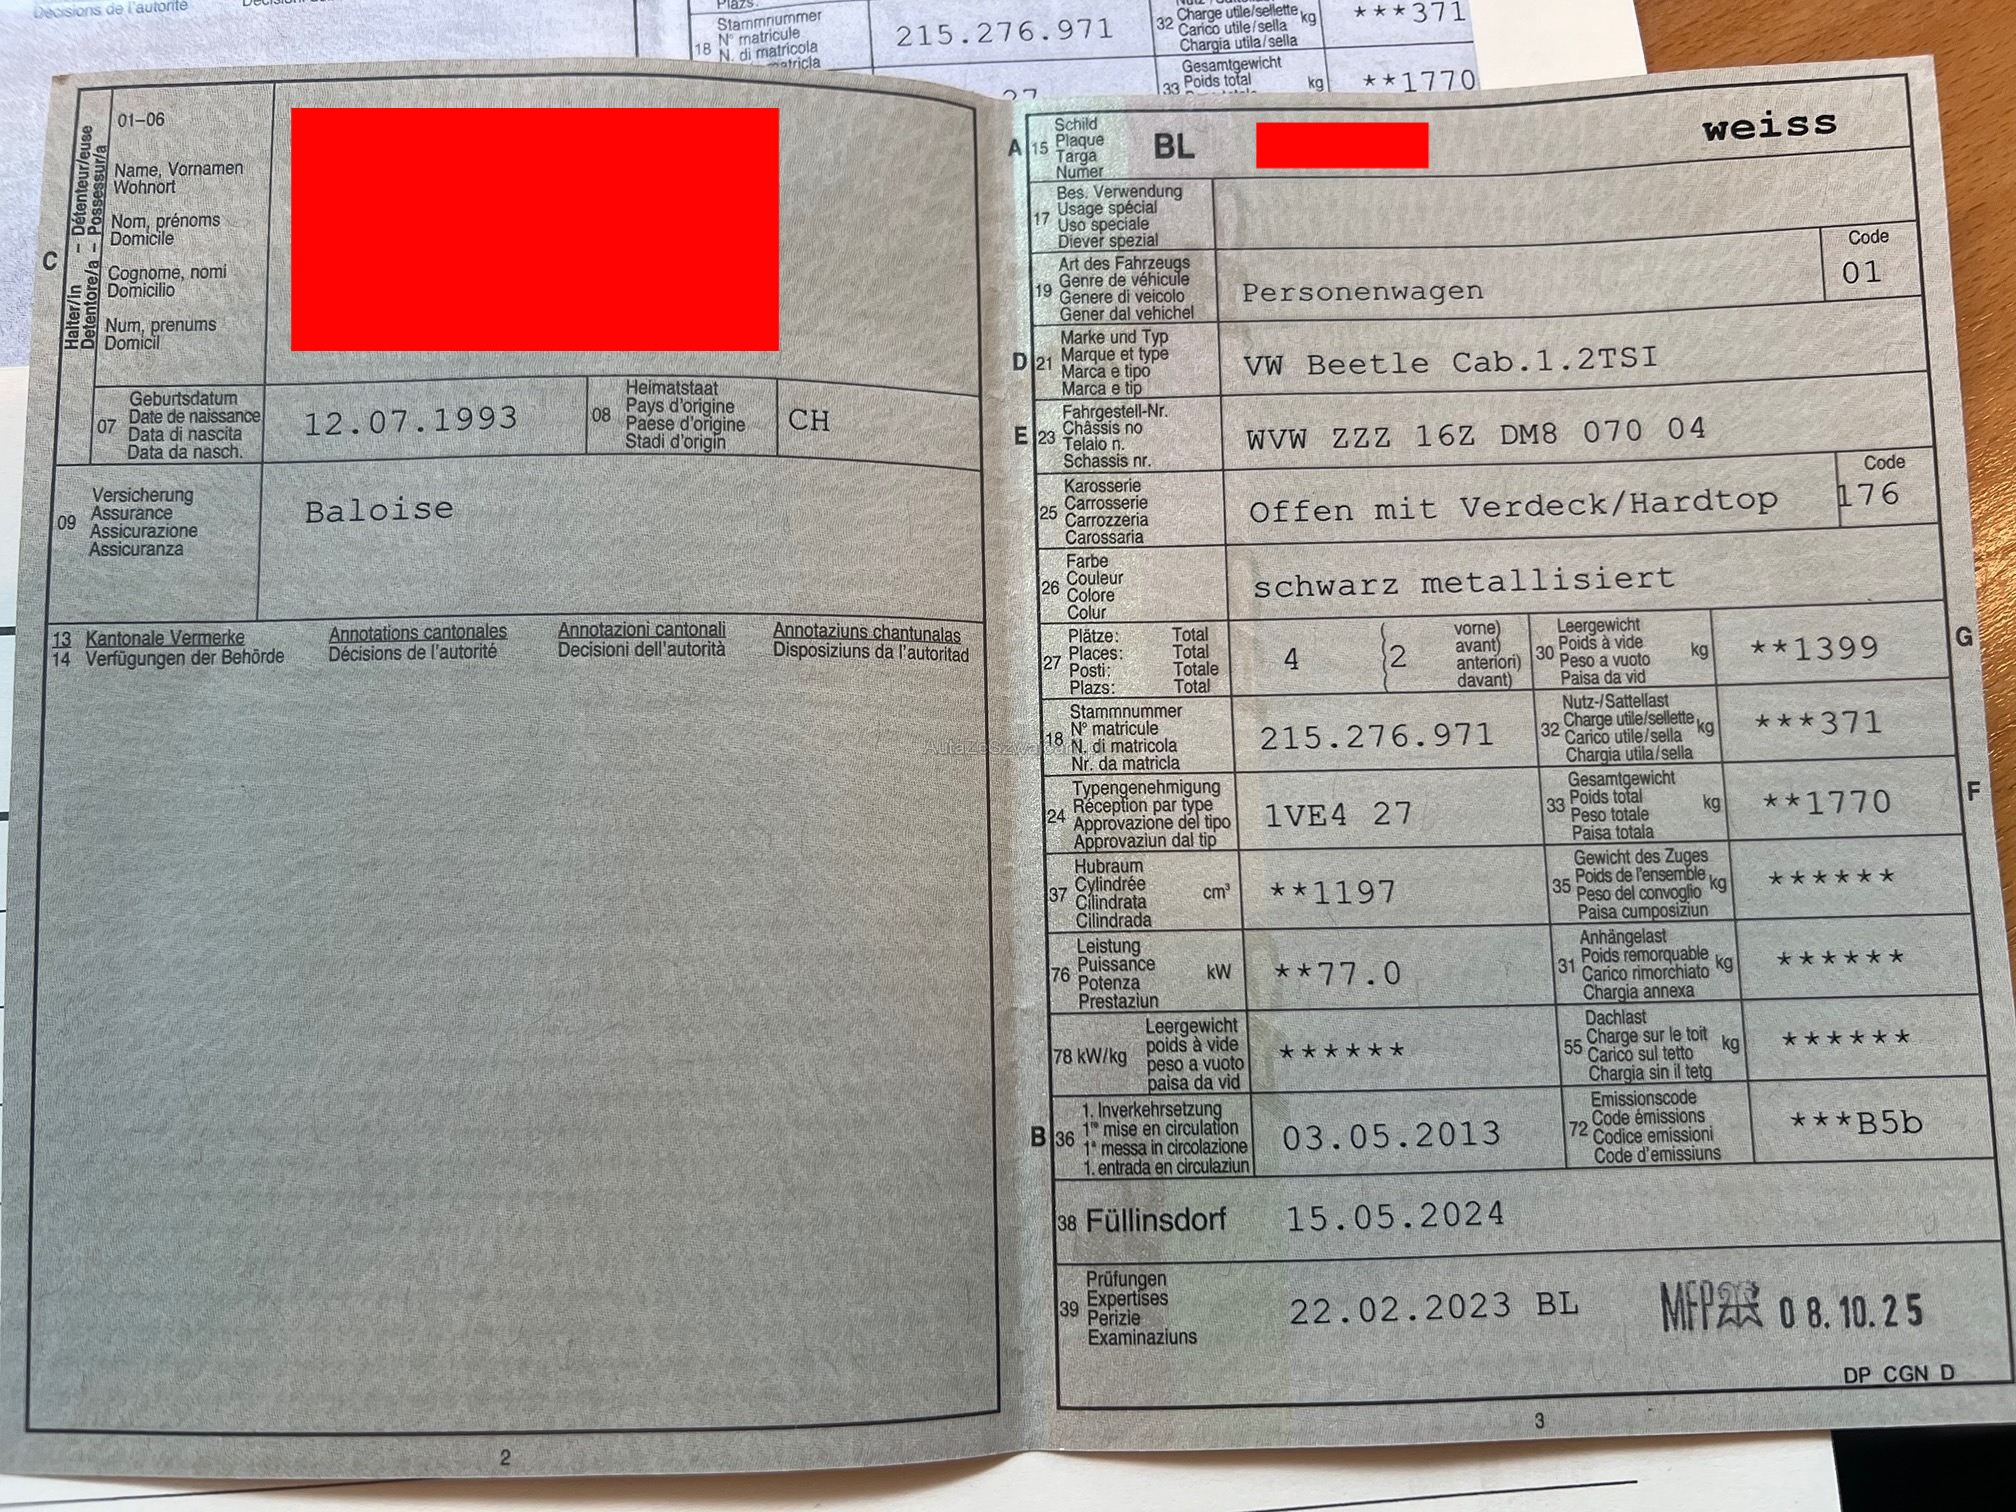 Décisions de l'autorité
Plazs:
18
Stammnummer
N° matricule
N. di matricola
215.276.971
32
Charge utile/sellette
Carico utile/sella
Chargia utila/sella
kg
***371
33
Gesamtgewicht
Poids total
kg
**1770
C
Halter/in – Détenteur/euse
Detentore/a – Possessur/a
01–06
Name, Vornamen
Wohnort
Nom, prénoms
Domicile
Cognome, nomi
Domicilio
Num, prenums
Domicil
07
Geburtsdatum
Date de naissance
Data di nascita
Data da nasch.
12.07.1993
08
Heimatstaat
Pays d'origine
Paese d'origine
Stadi d'origin
CH
09
Versicherung
Assurance
Assicurazione
Assicuranza
Baloise
13 Kantonale Vermerke Annotations cantonales Annotazioni cantonali Annotaziuns chantunalas
14 Verfügungen der Behörde Décisions de l'autorité Decisioni dell'autorità Disposiziuns da l'autoritad
2
A
15
Schild
Plaque
Targa
Numer
BL
weiss
17
Bes. Verwendung
Usage spécial
Uso speciale
Diever spezial
19
Art des Fahrzeugs
Genre de véhicule
Genere di veicolo
Gener dal vehichel
Personenwagen
Code
01
D
21
Marke und Typ
Marque et type
Marca e tipo
Marca e tip
VW Beetle Cab.1.2TSI
E
23
Fahrgestell-Nr.
Châssis no
Telaio n.
Schassis nr.
WVW ZZZ 16Z DM8 070 04
25
Karosserie
Carrosserie
Carrozzeria
Carossaria
Offen mit Verdeck/Hardtop
Code
176
26
Farbe
Couleur
Colore
Colur
schwarz metallisiert
27
Plätze: Total
Places: Total
Posti: Totale
Plazs: Total
4
2
vorne)
avant)
anteriori)
davant)
30
Leergewicht
Poids à vide
Peso a vuoto
Paisa da vid
kg
**1399
G
18
Stammnummer
N° matricule
N. di matricola
Nr. da matricla
215.276.971
32
Nutz-/Sattellast
Charge utile/sellette
Carico utile/sella
Chargia utila/sella
kg
***371
24
Typengenehmigung
Réception par type
Approvazione del tipo
Approvaziun dal tip
1VE4 27
33
Gesamtgewicht
Poids total
Peso totale
Paisa totala
kg
**1770
F
37
Hubraum
Cylindrée
Cilindrata
Cilindrada
cm³
**1197
35
Gewicht des Zuges
Poids de l'ensemble
Peso del convoglio
Paisa cumposiziun
kg
******
76
Leistung
Puissance
Potenza
Prestaziun
kW
**77.0
31
Anhängelast
Poids remorquable
Carico rimorchiato
Chargia annexa
kg
******
78 kW/kg
Leergewicht
poids à vide
peso a vuoto
paisa da vid
******
55
Dachlast
Charge sur le toit
Carico sul tetto
Chargia sin il tetg
kg
******
B
36
1. Inverkehrsetzung
1re mise en circulation
1a messa in circolazione
1. entrada en circulaziun
03.05.2013
72
Emissionscode
Code émissions
Codice emissioni
Code d'emissiuns
***B5b
38 Füllinsdorf 15.05.2024
39
Prüfungen
Expertises
Perizie
Examinaziuns
22.02.2023 BL
MFP 08.10.25
DP CGN D
3